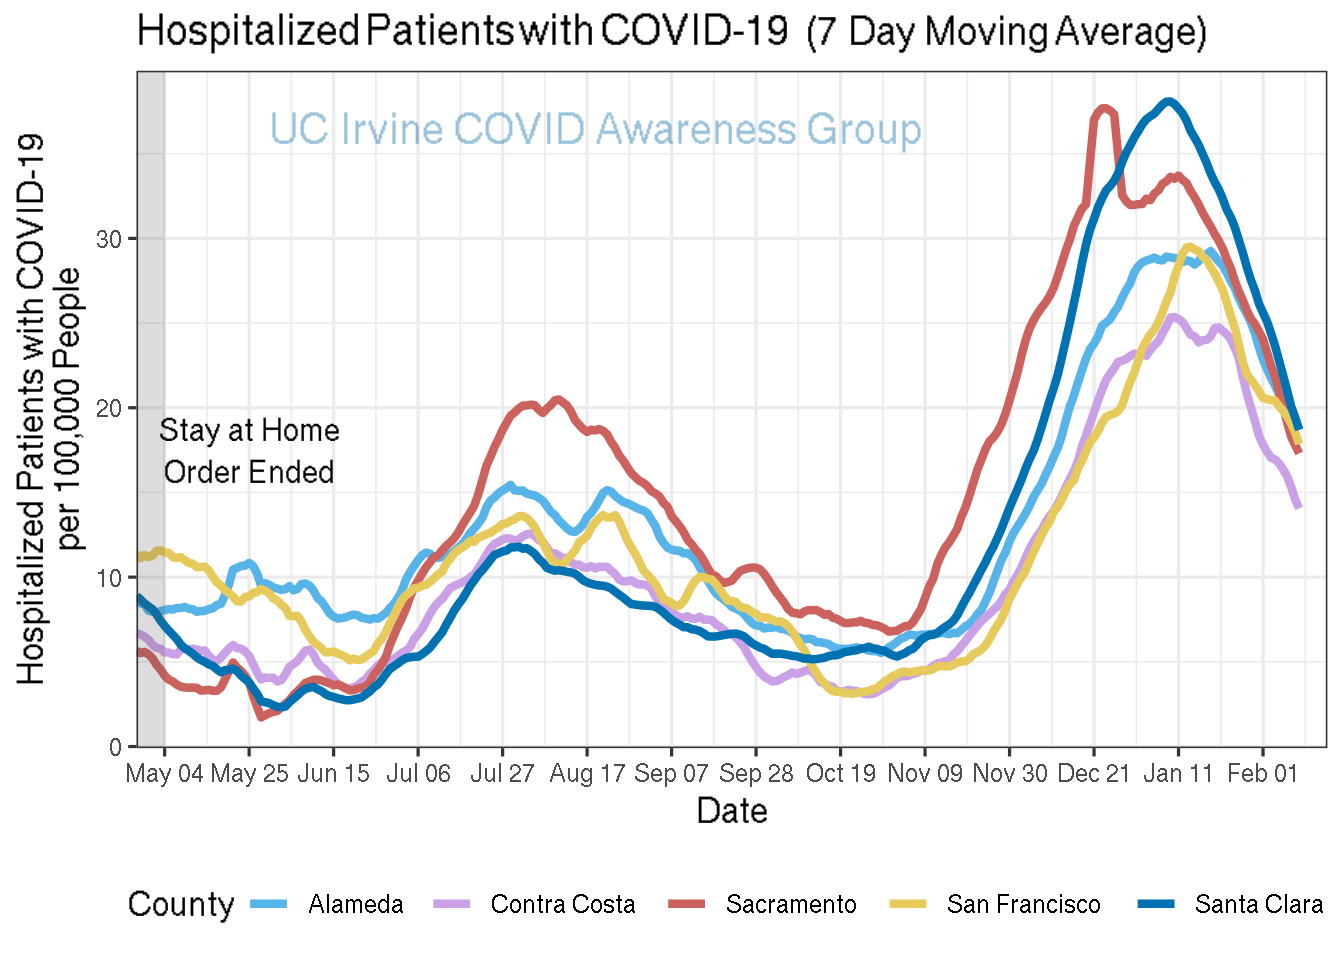 Hospitalized Patients with COVID-19 (7 Day Moving Average)
UC Irvine COVID Awareness Group
Hospitalized Patients with COVID-19
per 100,000 People
30
20
10
0
Stay at Home
Order Ended
May 04 May 25 Jun 15 Jul 06 Jul 27 Aug 17 Sep 07 Sep 28 Oct 19 Nov 09 Nov 30 Dec 21 Jan 11 Feb 01
Date
County Alameda Contra Costa Sacramento San Francisco Santa Clara